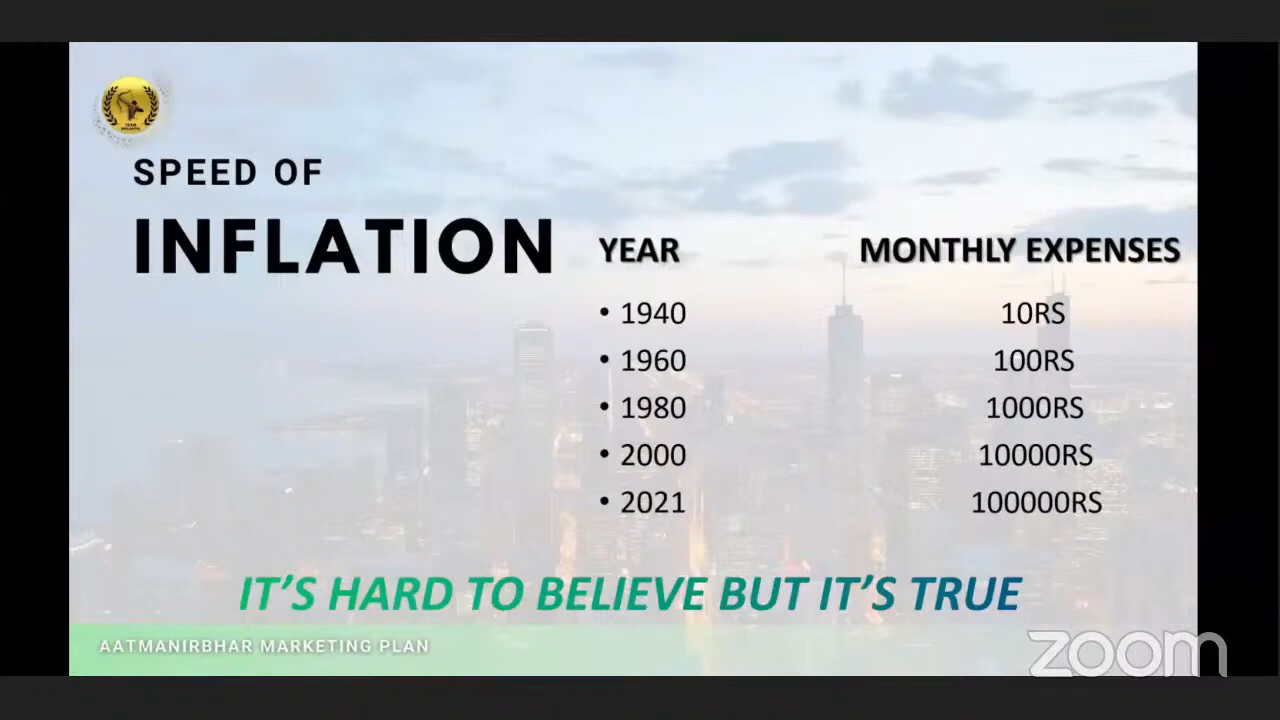 SPEED OF
INFLATION
YEAR MONTHLY EXPENSES
• 1940 10RS
• 1960 100RS
• 1980 1000RS
• 2000 10000RS
• 2021 100000RS
IT'S HARD TO BELIEVE BUT IT'S TRUE
AATMANIRBHAR MARKETING PLAN
zoom